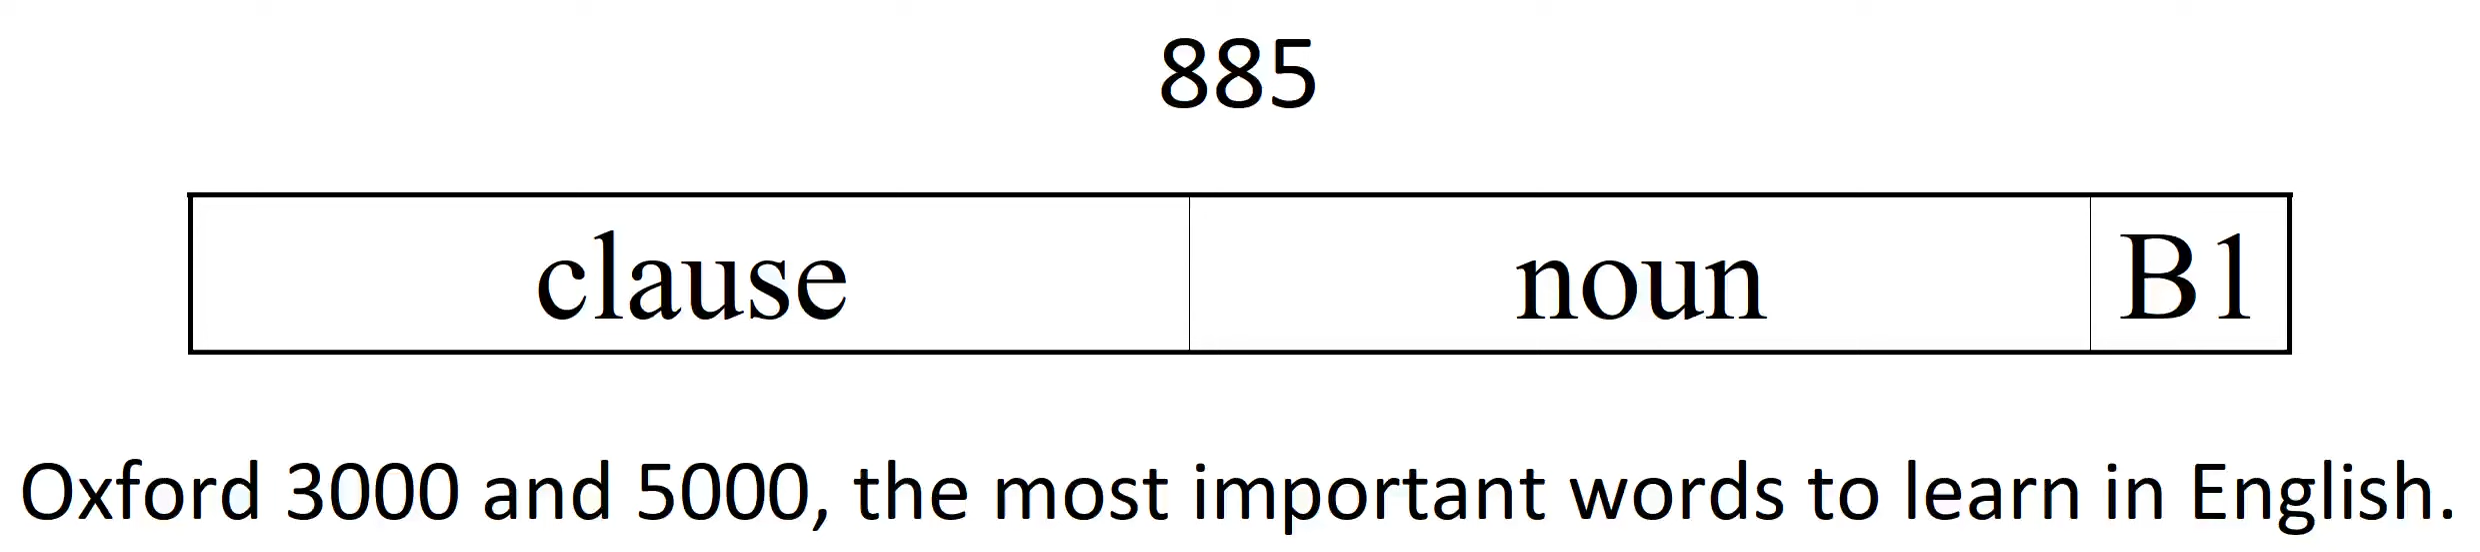 885
clause noun B1
Oxford 3000 and 5000, the most important words to learn in English.